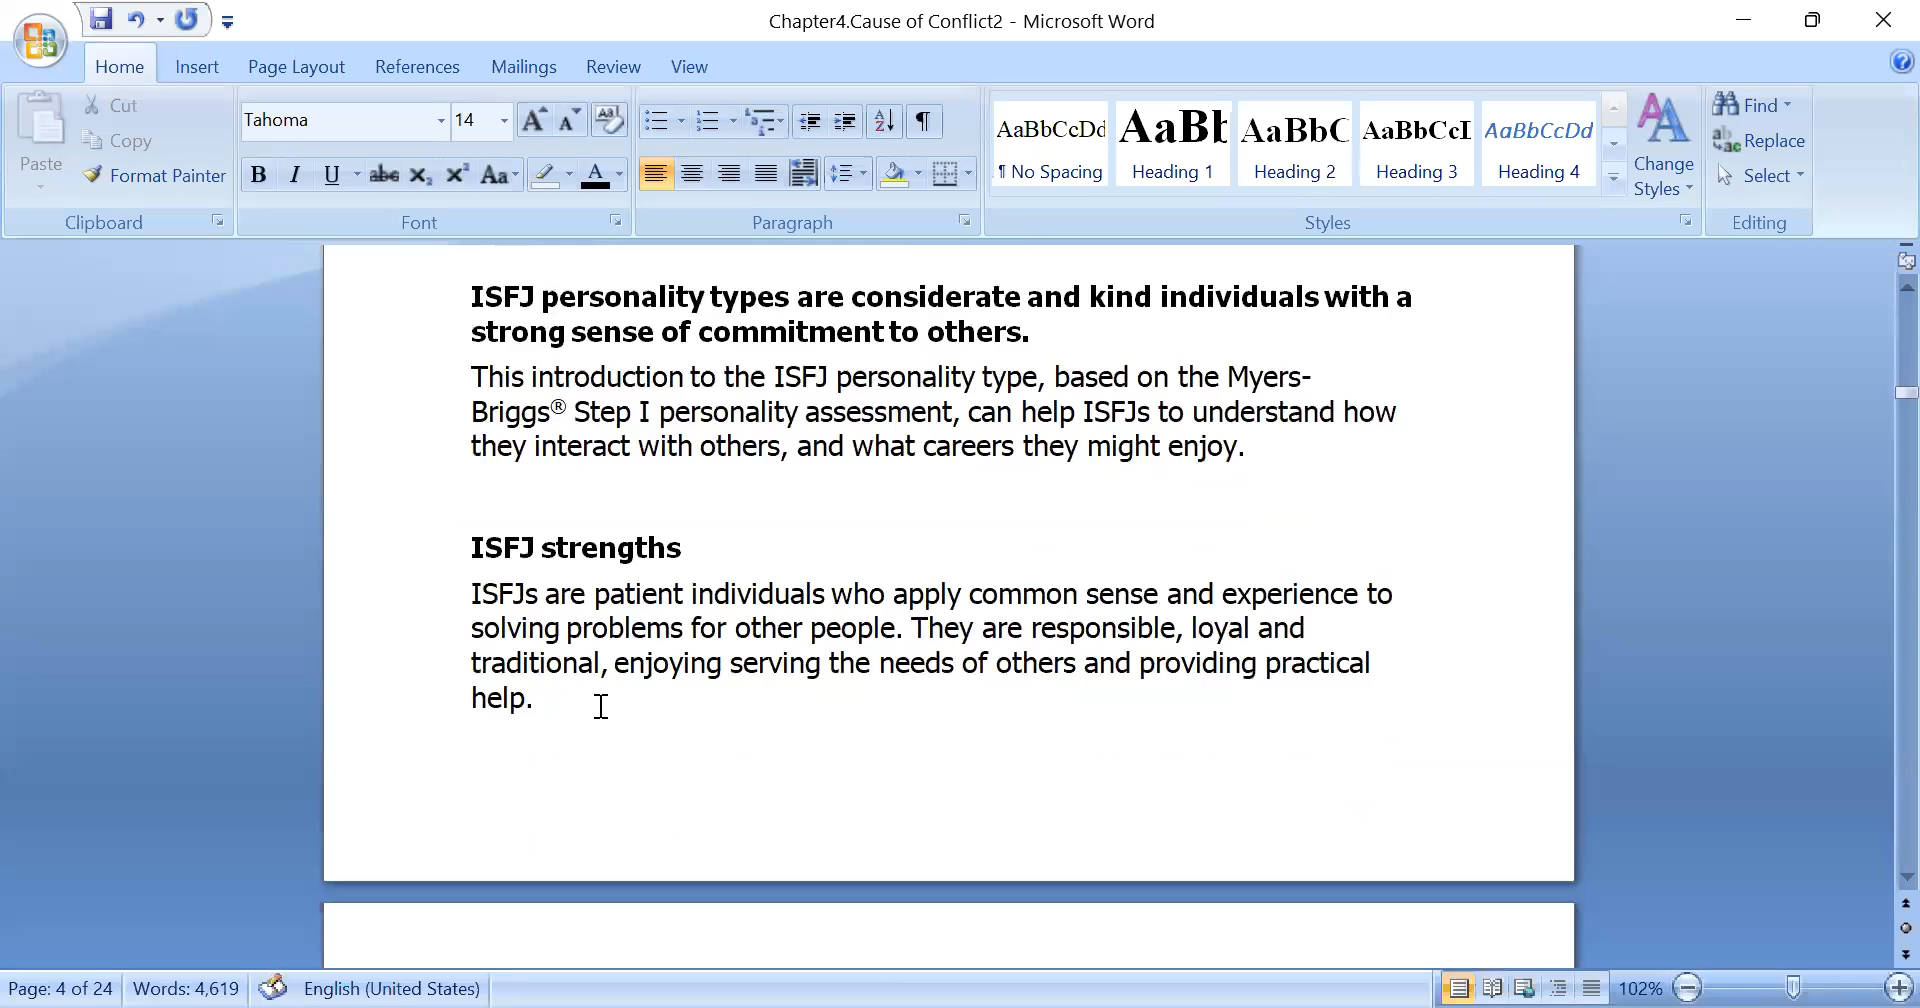 Chapter4.Cause of Conflict2 - Microsoft Word
Home Insert Page Layout References Mailings Review View
Paste
Cut
Copy
Format Painter
Clipboard
Tahoma 14
Font
Paragraph
AaBbCcDd AaBb AaBbC AaBbCcI AaBbCcDd
¶ No Spacing Heading 1 Heading 2 Heading 3 Heading 4
Change
Styles
Styles
Find
Replace
Select
Editing
ISFJ personality types are considerate and kind individuals with a
strong sense of commitment to others.
This introduction to the ISFJ personality type, based on the Myers-
Briggs® Step I personality assessment, can help ISFJs to understand how
they interact with others, and what careers they might enjoy.
ISFJ strengths
ISFJs are patient individuals who apply common sense and experience to
solving problems for other people. They are responsible, loyal and
traditional, enjoying serving the needs of others and providing practical
help.
Page: 4 of 24 Words: 4,619 English (United States) 102%